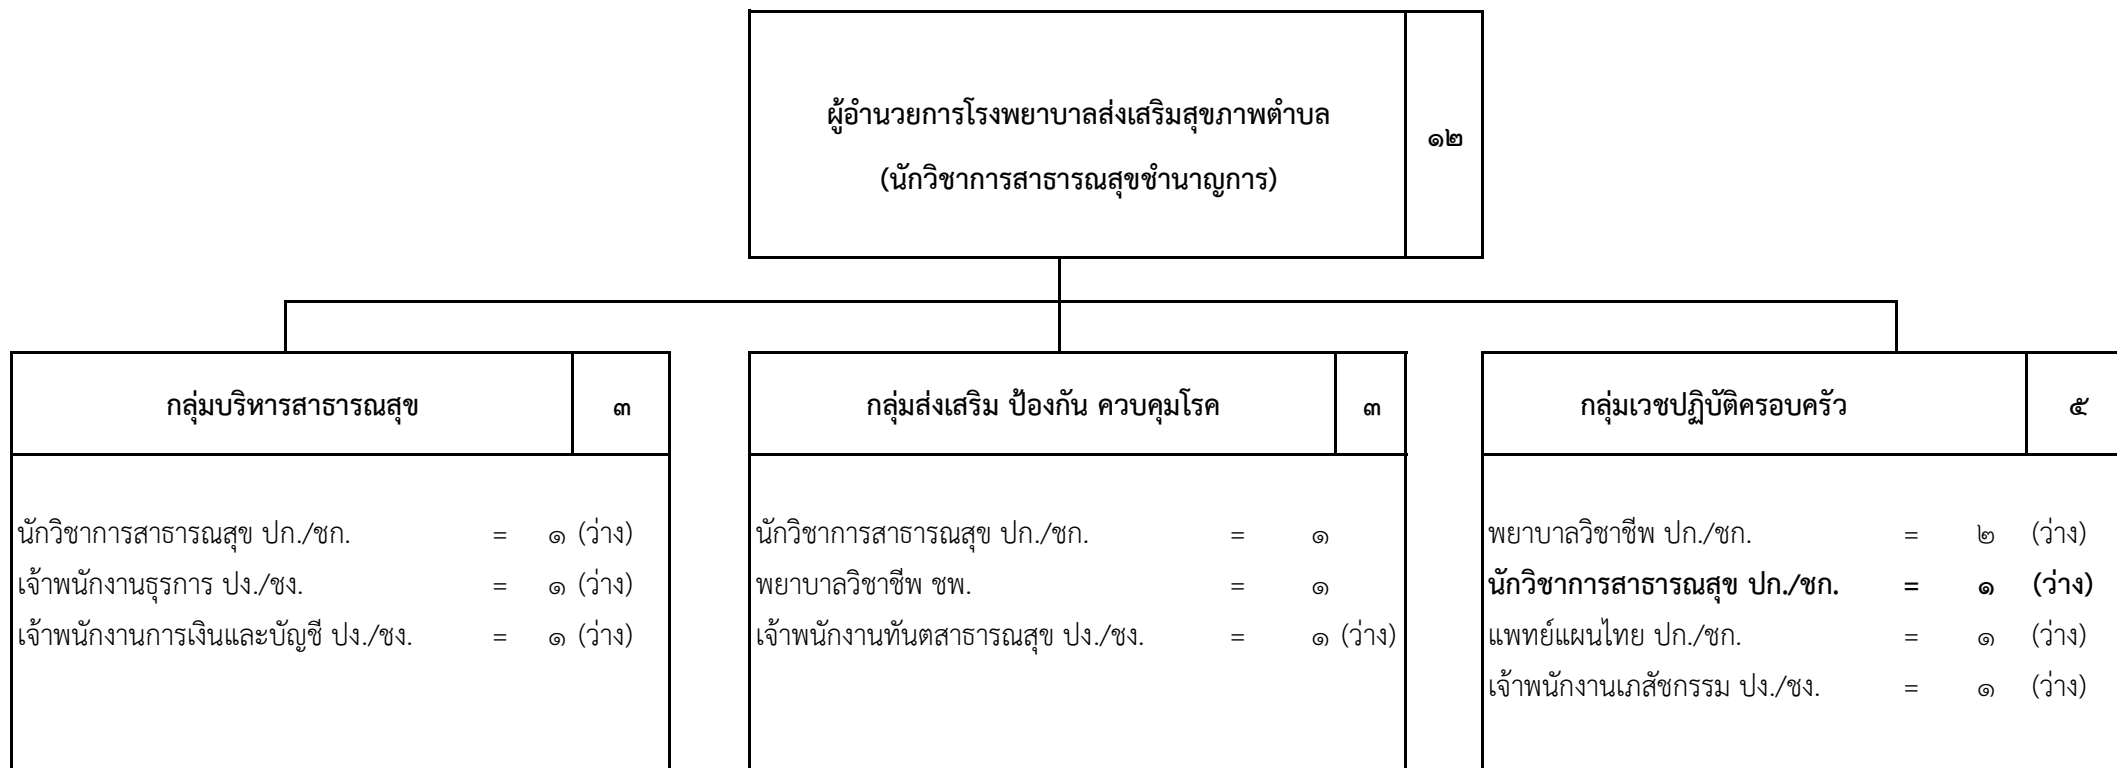 ผู้อำนวยการโรงพยาบาลส่งเสริมสุขภาพตำบล
(นักวิชาการสาธารณสุขชำนาญการ)
๑๒
กลุ่มบริหารสาธารณสุข ๓
นักวิชาการสาธารณสุข ปก./ชก. = ๑ (ว่าง)
เจ้าพนักงานธุรการ ปง./ชง. = ๑ (ว่าง)
เจ้าพนักงานการเงินและบัญชี ปง./ชง. = ๑ (ว่าง)
กลุ่มส่งเสริม ป้องกัน ควบคุมโรค ๓
นักวิชาการสาธารณสุข ปก./ชก. = ๑
พยาบาลวิชาชีพ ชพ. = ๑
เจ้าพนักงานทันตสาธารณสุข ปง./ชง. = ๑ (ว่าง)
กลุ่มเวชปฏิบัติครอบครัว ๕
พยาบาลวิชาชีพ ปก./ชก. = ๒ (ว่าง)
นักวิชาการสาธารณสุข ปก./ชก. = ๑ (ว่าง)
แพทย์แผนไทย ปก./ชก. = ๑ (ว่าง)
เจ้าพนักงานเภสัชกรรม ปง./ชง. = ๑ (ว่าง)